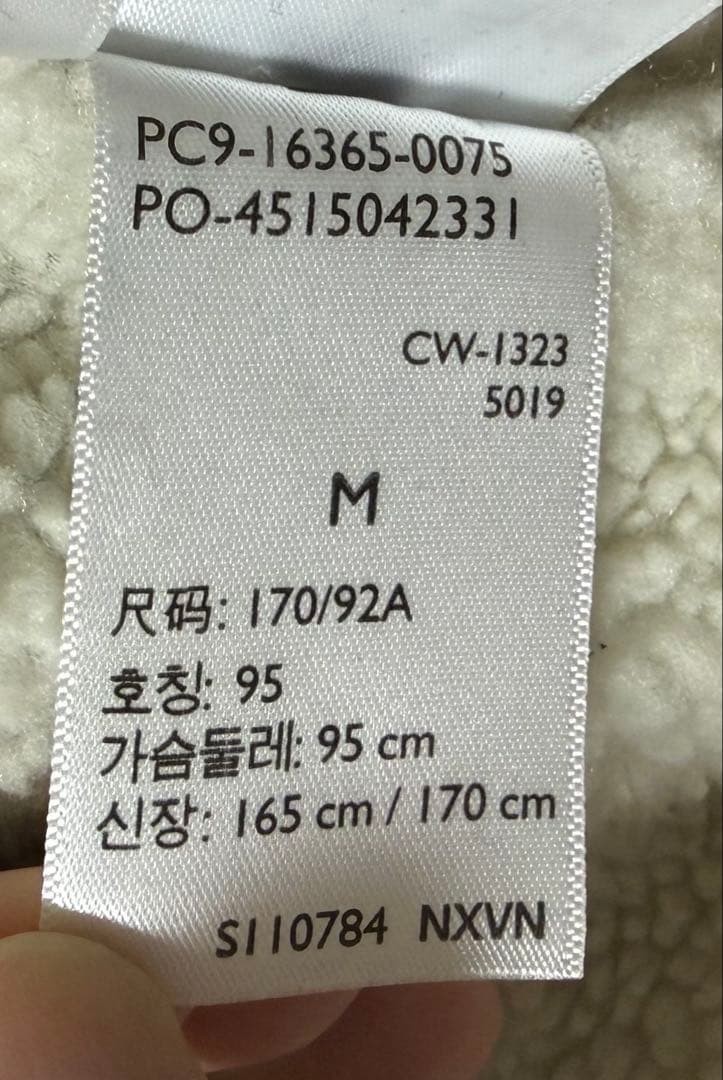 PC9-16365-0075
PO-4515042331
CW-1323
5019
M
尺码: 170/92A
호칭: 95
가슴둘레: 95 cm
신장: 165 cm / 170 cm
S110784 NXVN